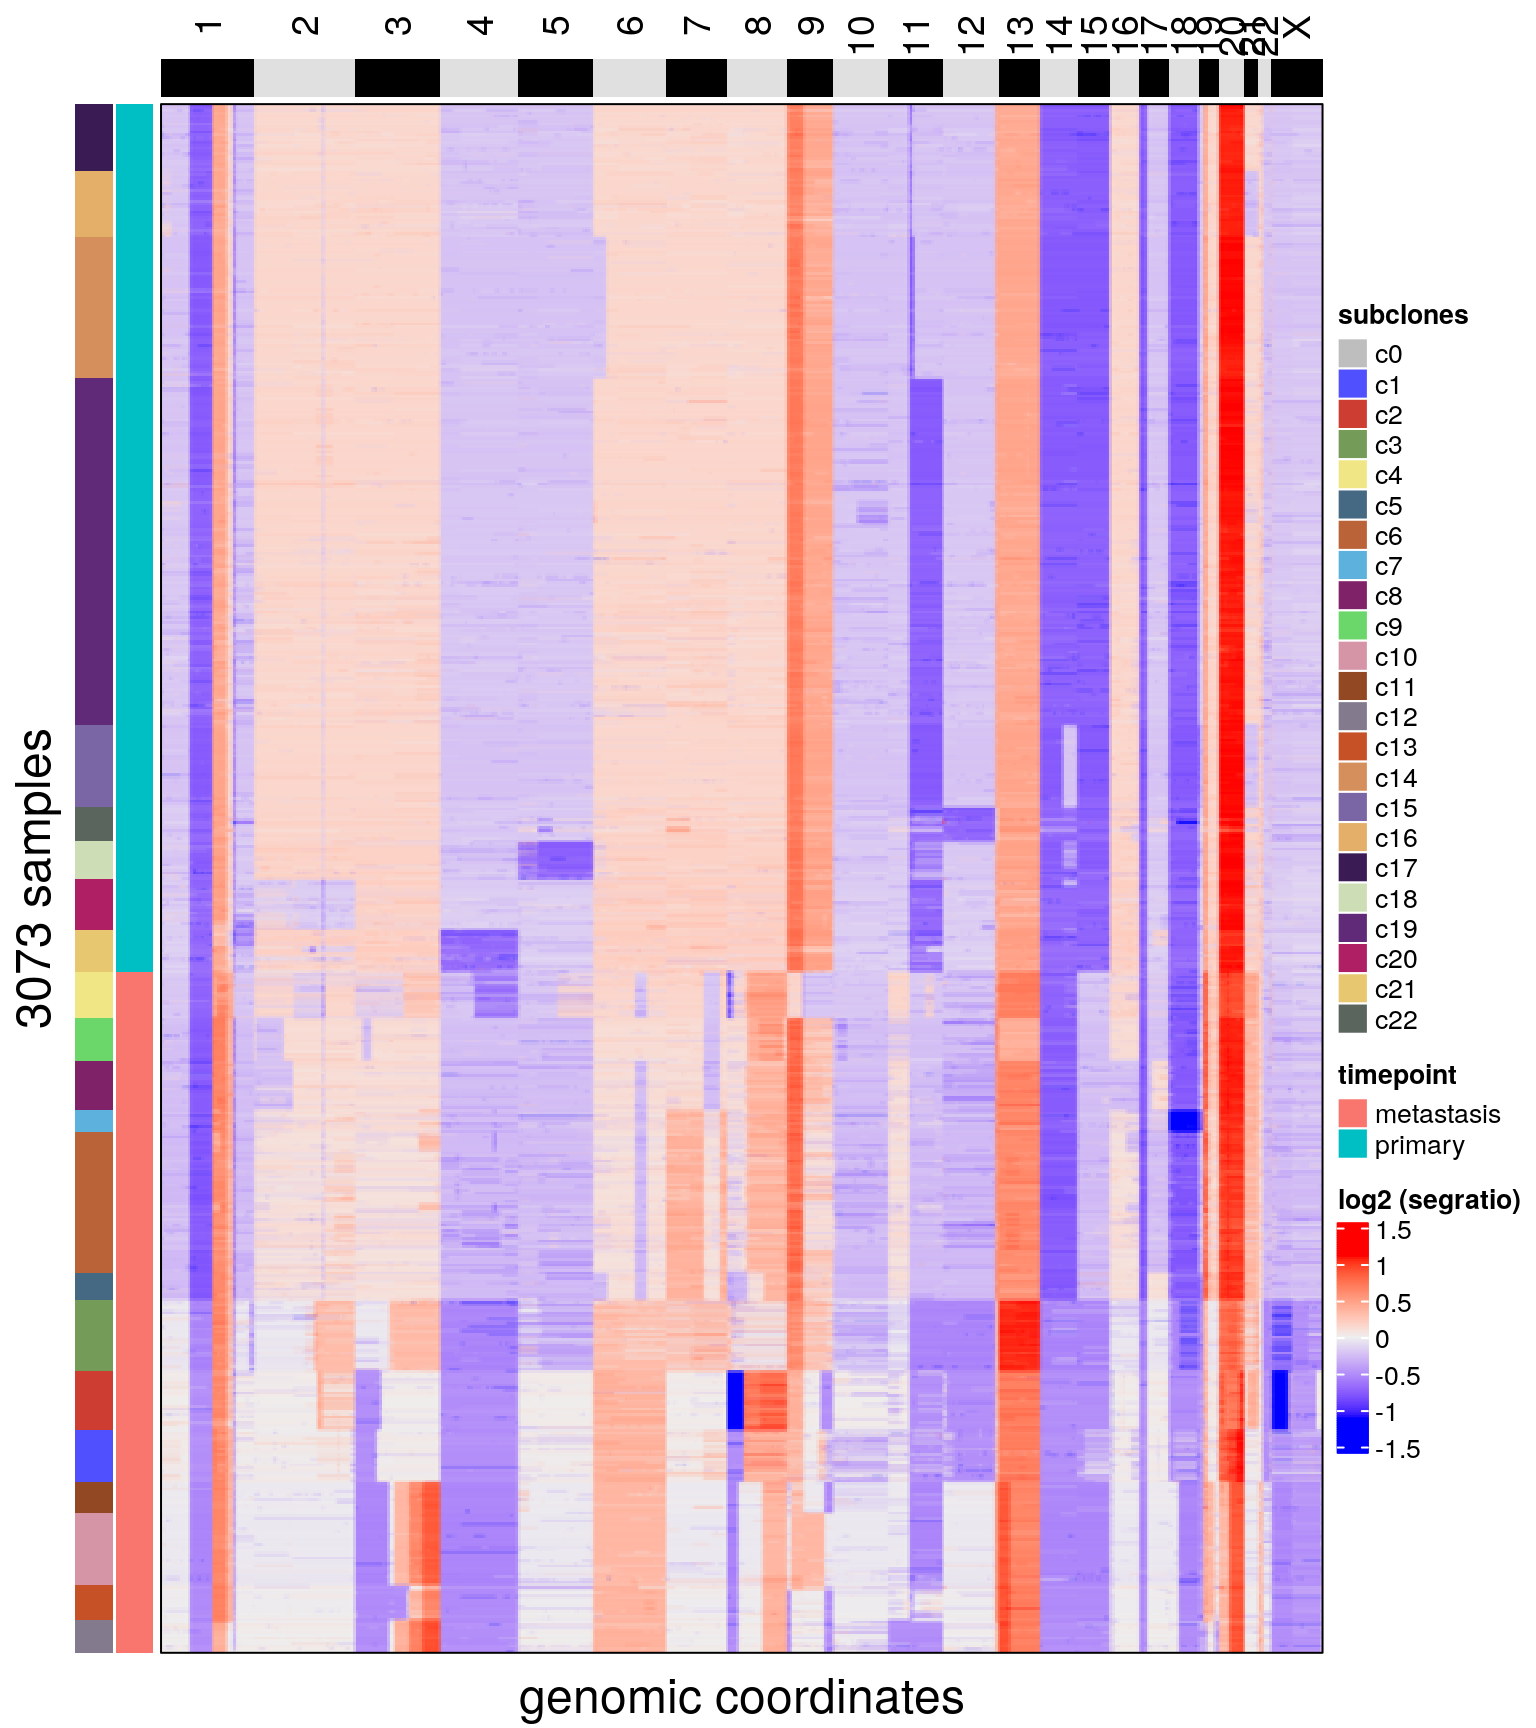 1 2 3 4 5 6 7 8 9 10 11 12 13 14 15 16 17 18 19 20 21 22 X
3073 samples
genomic coordinates
subclones
c0
c1
c2
c3
c4
c5
c6
c7
c8
c9
c10
c11
c12
c13
c14
c15
c16
c17
c18
c19
c20
c21
c22
timepoint
metastasis
primary
log2 (segratio)
1.5
1
0.5
0
-0.5
-1
-1.5